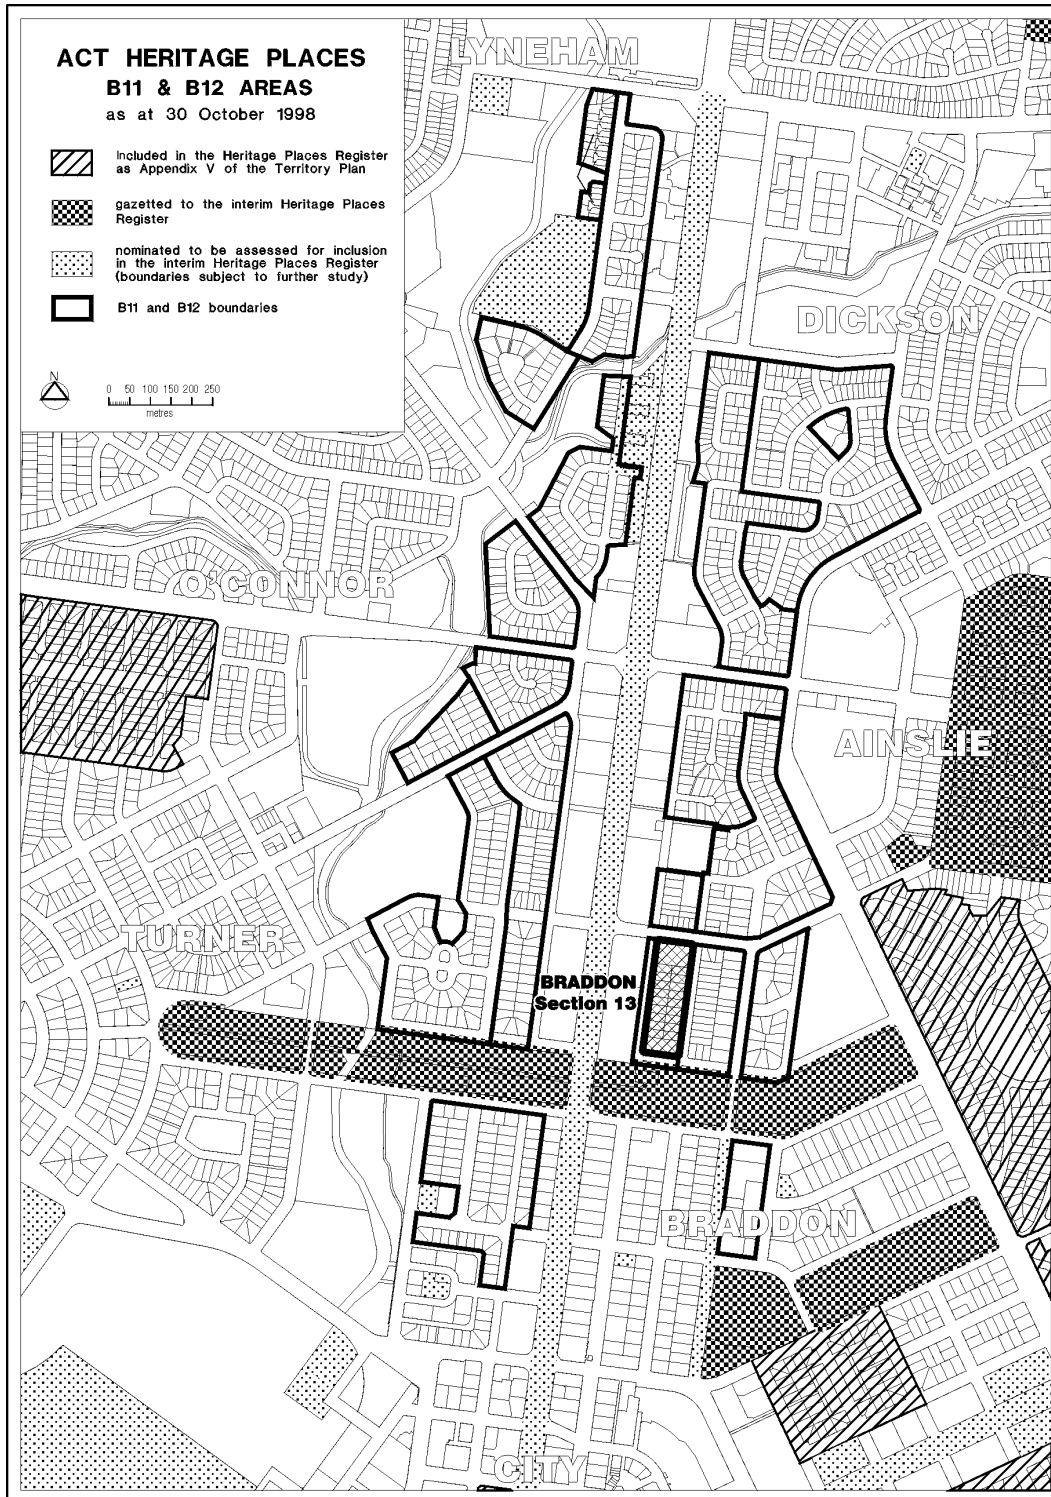 ACT HERITAGE PLACES
B11 & B12 AREAS
as at 30 October 1998
included in the Heritage Places Register
as Appendix V of the Territory Plan
gazetted to the interim Heritage Places
Register
nominated to be assessed for inclusion
in the interim Heritage Places Register
(boundaries subject to further study)
B11 and B12 boundaries
N
0 50 100 150 200 250
metres
LYNEHAM
DICKSON
O'CONNOR
AINSLIE
TURNER
BRADDON
Section 13
BRADDON
CITY